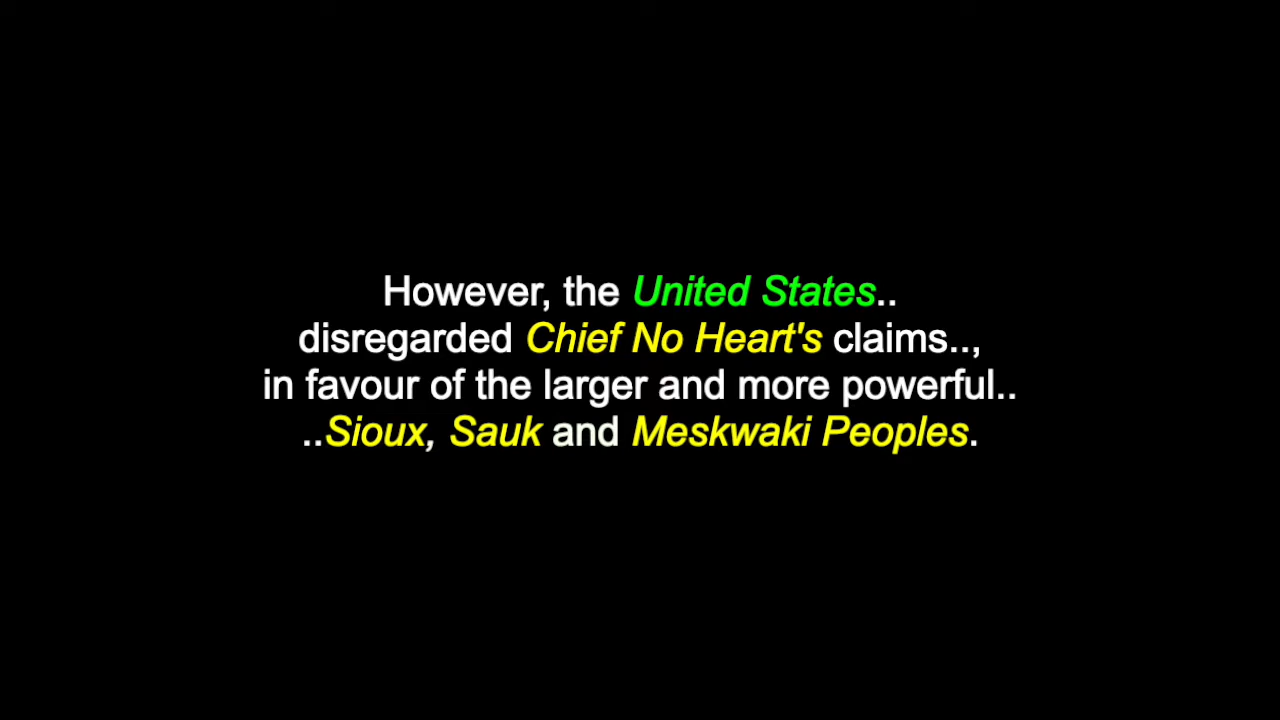 However, the United States..
disregarded Chief No Heart's claims..,
in favour of the larger and more powerful..
..Sioux, Sauk and Meskwaki Peoples.